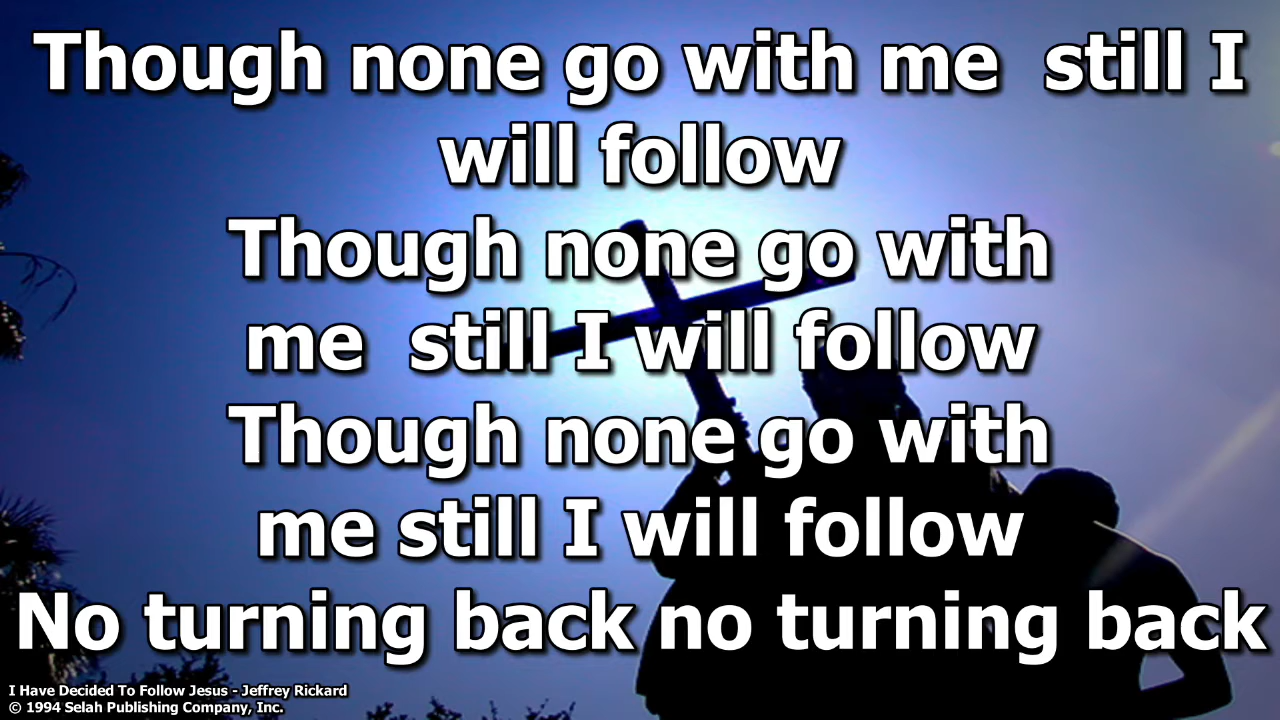 Though none go with me  still I
will follow
Though none go with
me  still I will follow
Though none go with
me still I will follow
No turning back no turning back
I Have Decided To Follow Jesus - Jeffrey Rickard
© 1994 Selah Publishing Company, Inc.